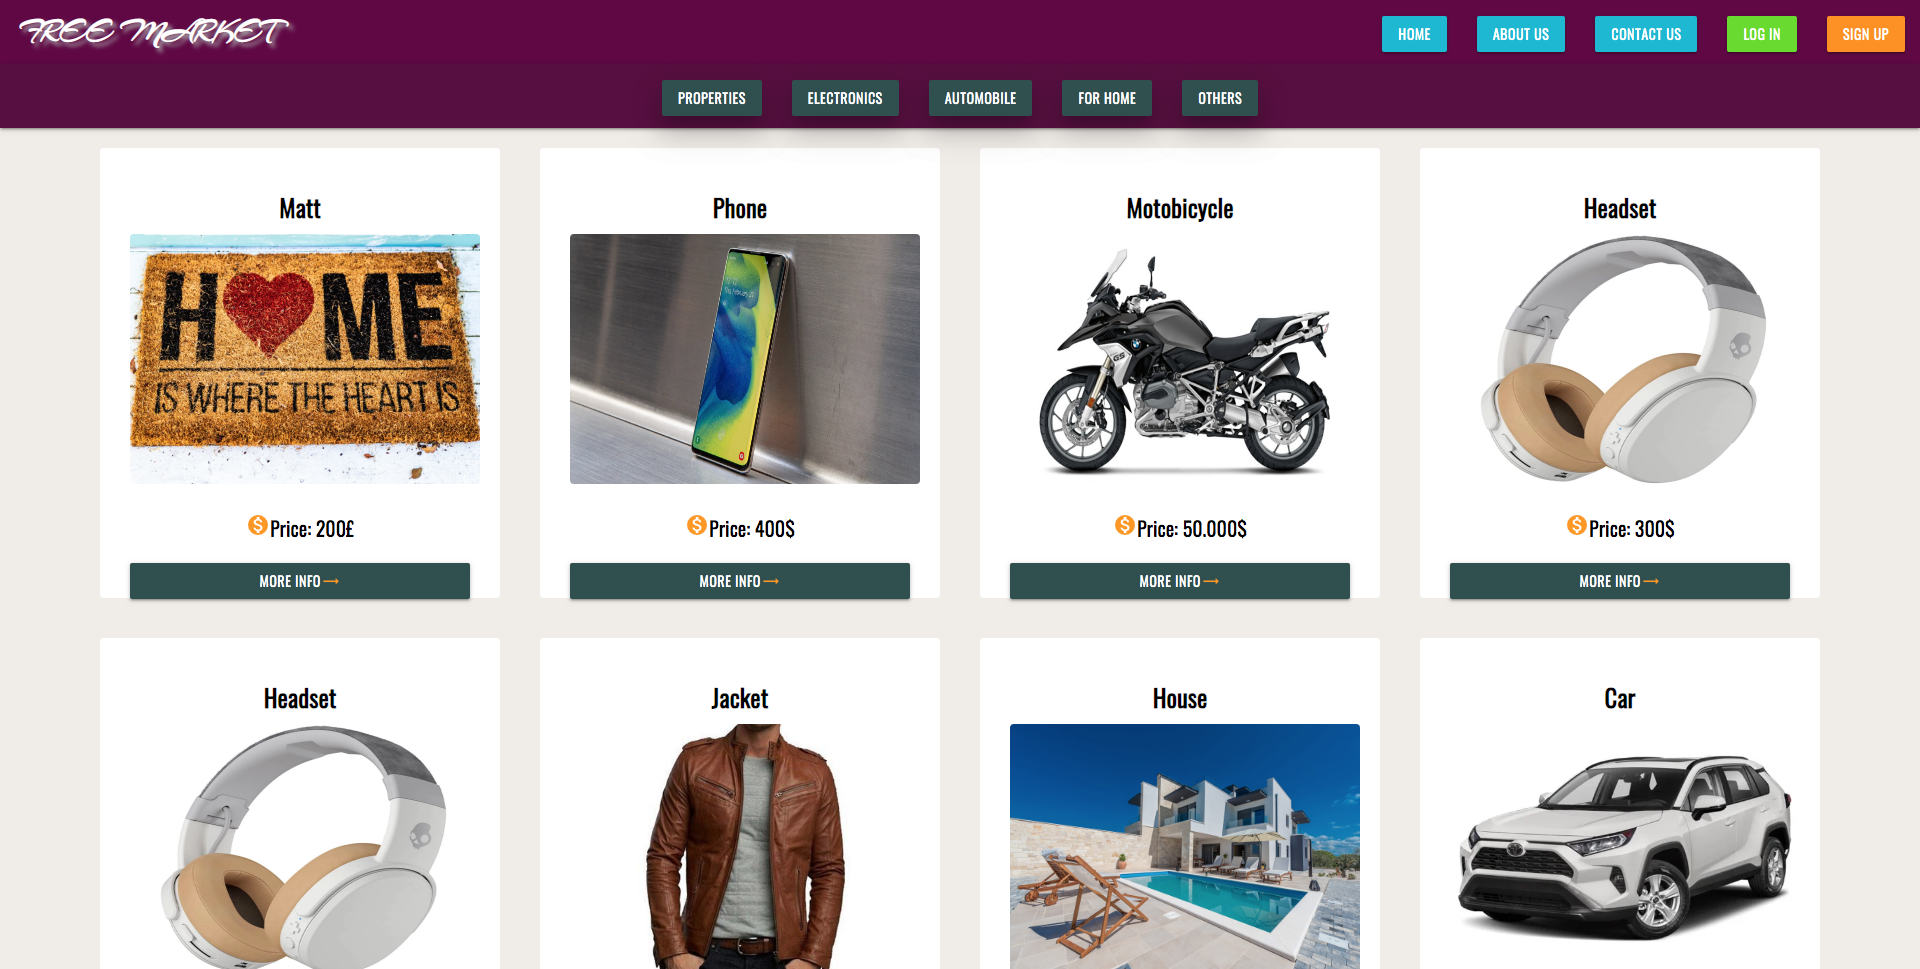 FREE MARKET
HOME ABOUT US CONTACT US LOG IN SIGN UP
PROPERTIES ELECTRONICS AUTOMOBILE FOR HOME OTHERS
Matt
HOME
IS WHERE THE HEART IS
Price: 200£
MORE INFO→
Phone
Price: 400$
MORE INFO→
Motobicycle
GS
Price: 50.000$
MORE INFO→
Headset
Price: 300$
MORE INFO→
Headset
Jacket
House
Car